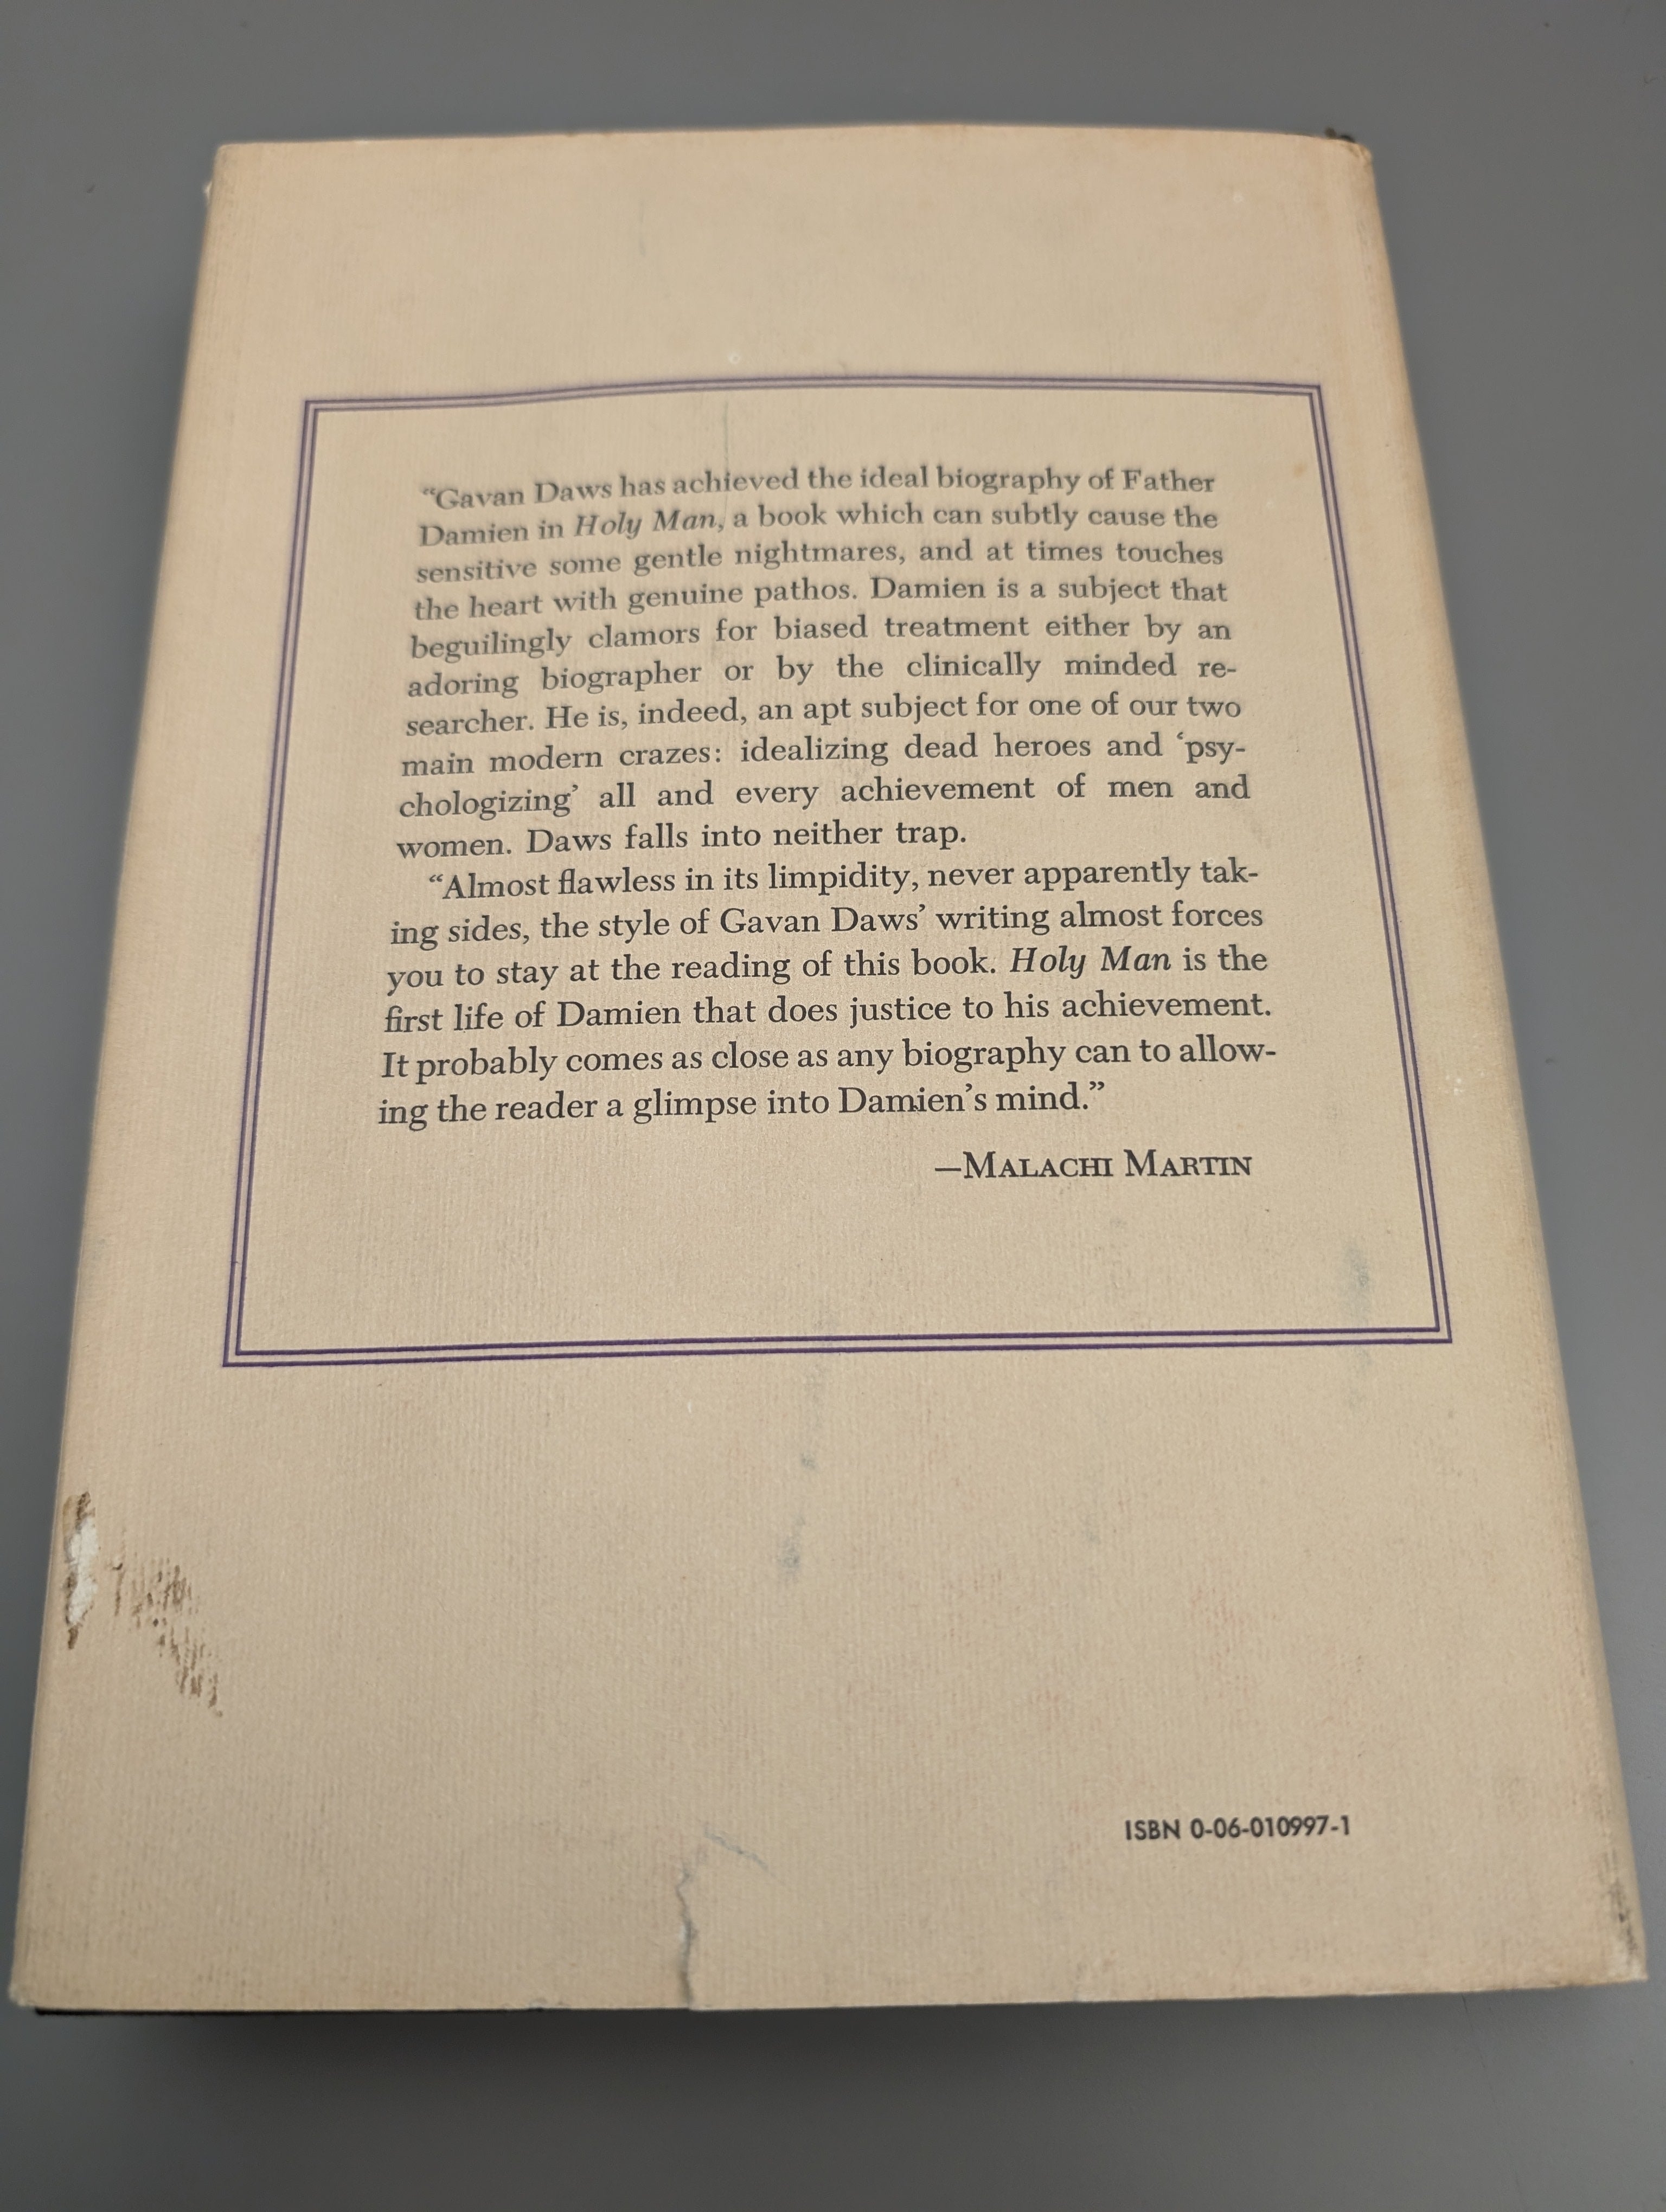 “Gavan Daws has achieved the ideal biography of Father
Damien in Holy Man, a book which can subtly cause the
sensitive some gentle nightmares, and at times touches
the heart with genuine pathos. Damien is a subject that
beguilingly clamors for biased treatment either by an
adoring biographer or by the clinically minded re-
searcher. He is, indeed, an apt subject for one of our two
main modern crazes: idealizing dead heroes and ‘psy-
chologizing’ all and every achievement of men and
women. Daws falls into neither trap.
“Almost flawless in its limpidity, never apparently tak-
ing sides, the style of Gavan Daws’ writing almost forces
you to stay at the reading of this book. Holy Man is the
first life of Damien that does justice to his achievement.
It probably comes as close as any biography can to allow-
ing the reader a glimpse into Damien’s mind.”
—MALACHI MARTIN
ISBN 0-06-010997-1